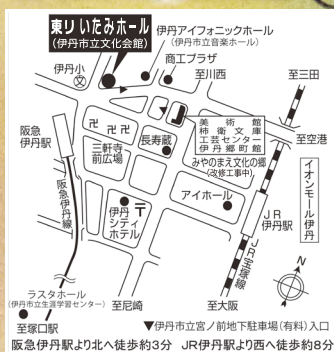 東リ いたみホール
(伊丹市立文化会館)
伊丹アイフォニックホール
(伊丹市立音楽ホール)
伊丹小
文
商工プラザ
至川西
至三田
阪急
伊丹駅
卍 卍 卍
三軒寺
前広場
長寿蔵
美術館
柿衞文庫
工芸センター
伊丹郷町館
みやのまえ文化の郷
(改修工事中)
至空港
阪急伊丹線
伊丹
シティ
ホテル
〒
アイホール
JR
伊丹駅
イオンモール伊丹
JR宝塚線
N
ラスタホール
(伊丹市立生涯学習センター)
至塚口駅
至尼崎
至大阪
▼伊丹市立宮ノ前地下駐車場(有料)入口
阪急伊丹駅より北へ徒歩約3分 JR伊丹駅より西へ徒歩約8分